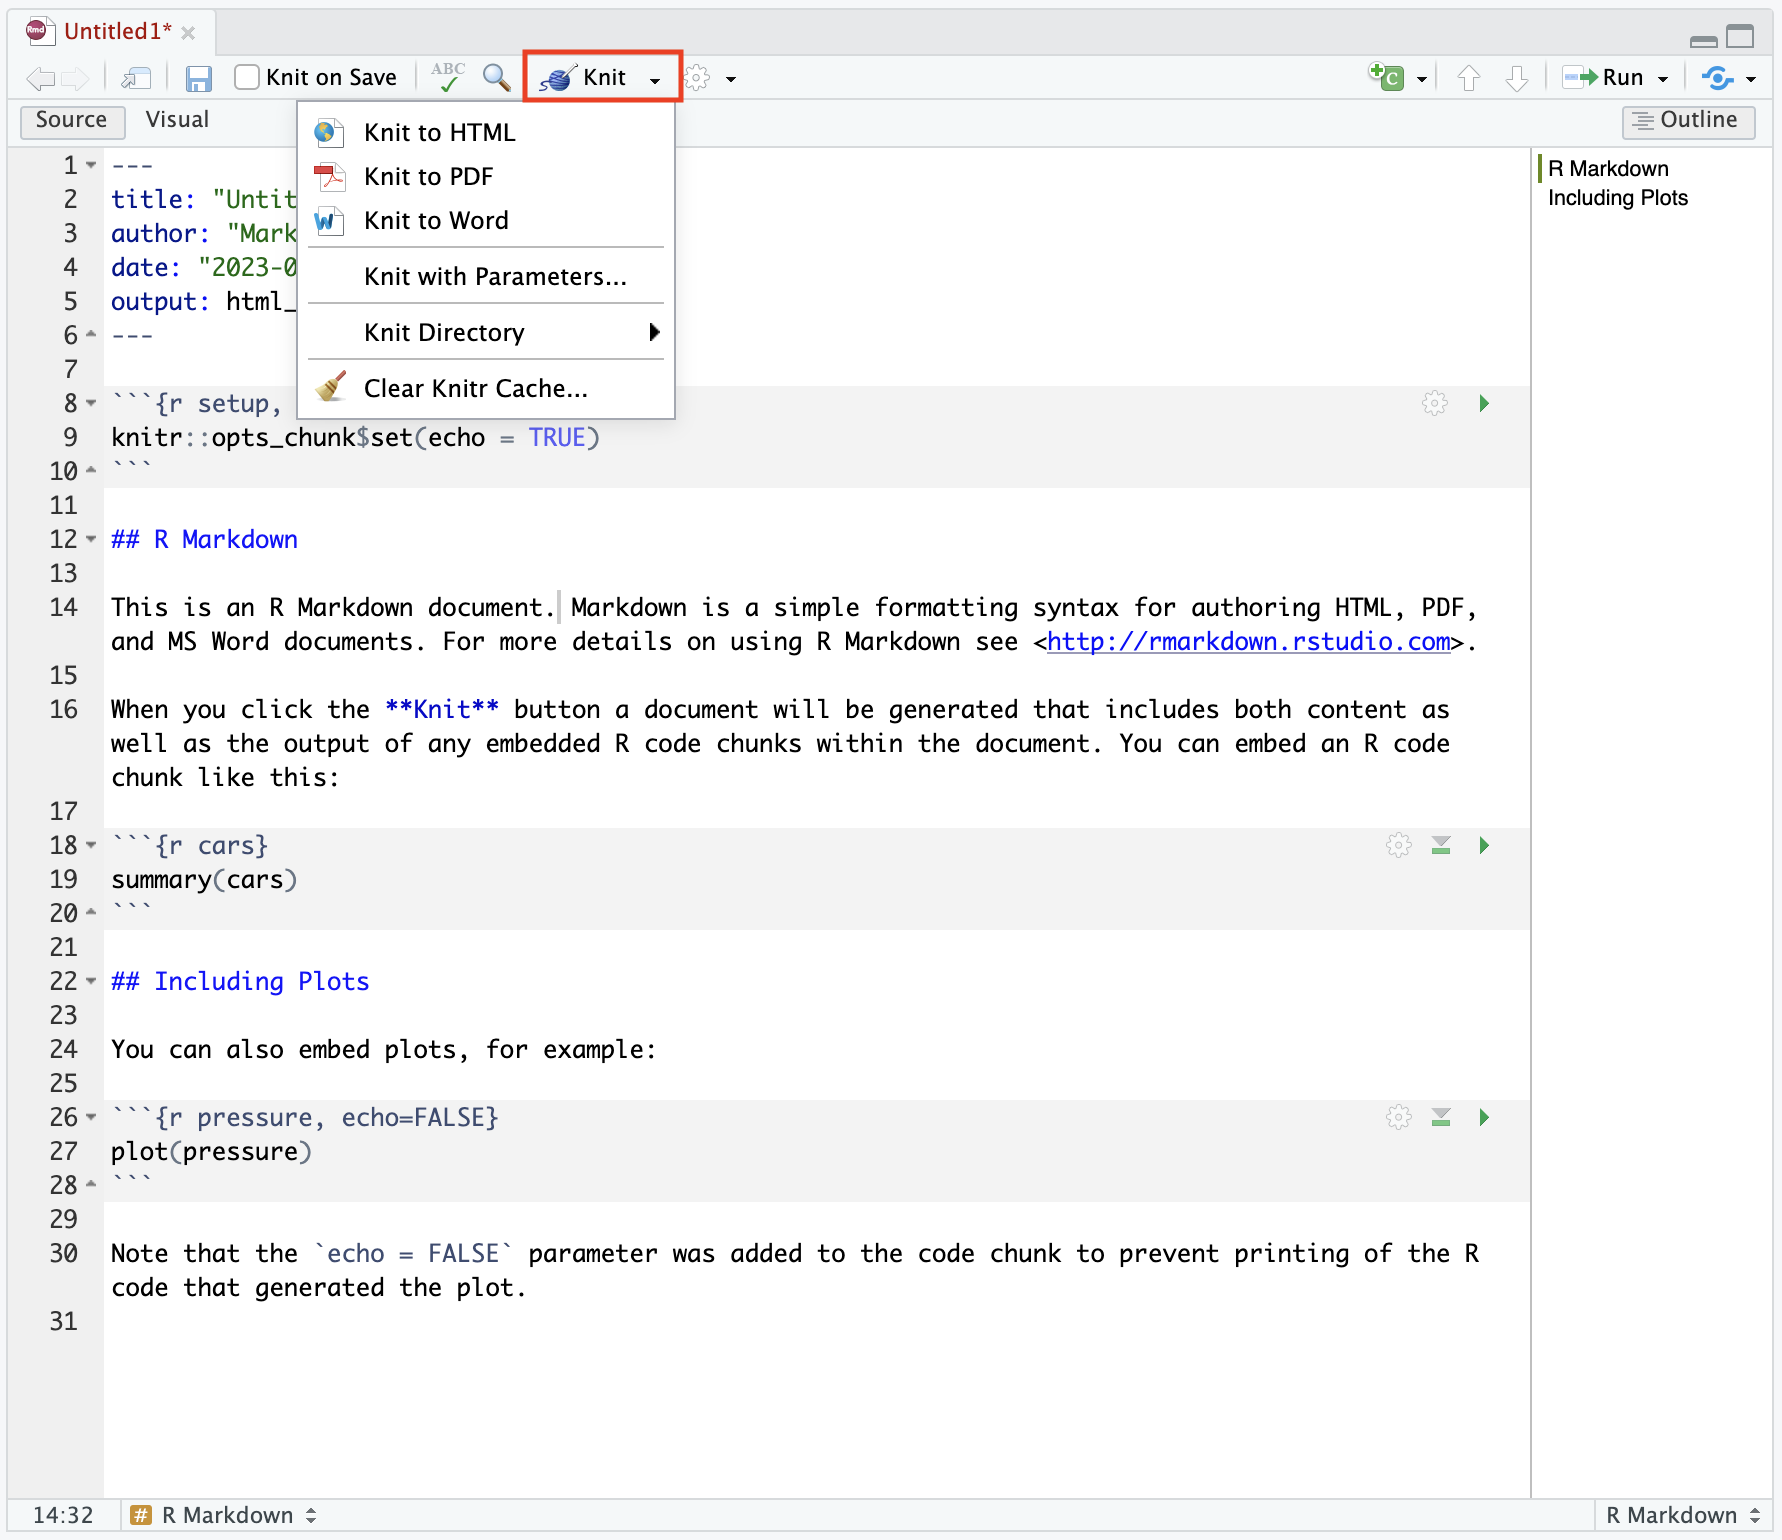 Rmd Untitled1*
Knit on Save ABC Knit C Run
Source Visual Outline
Knit to HTML
Knit to PDF
Knit to Word
Knit with Parameters...
Knit Directory
Clear Knitr Cache...
1 ---
2 title: "Untit
3 author: "Mark
4 date: "2023-0
5 output: html_
6 ---
7
8 ```{r setup,
9 knitr::opts_chunk$set(echo = TRUE)
10 ```
11
12 ## R Markdown
13
14 This is an R Markdown document. Markdown is a simple formatting syntax for authoring HTML, PDF,
and MS Word documents. For more details on using R Markdown see <http://rmarkdown.rstudio.com>.
15
16 When you click the **Knit** button a document will be generated that includes both content as
well as the output of any embedded R code chunks within the document. You can embed an R code
chunk like this:
17
18 ```{r cars}
19 summary(cars)
20 ```
21
22 ## Including Plots
23
24 You can also embed plots, for example:
25
26 ```{r pressure, echo=FALSE}
27 plot(pressure)
28 ```
29
30 Note that the `echo = FALSE` parameter was added to the code chunk to prevent printing of the R
code that generated the plot.
31
R Markdown
Including Plots
14:32 # R Markdown R Markdown